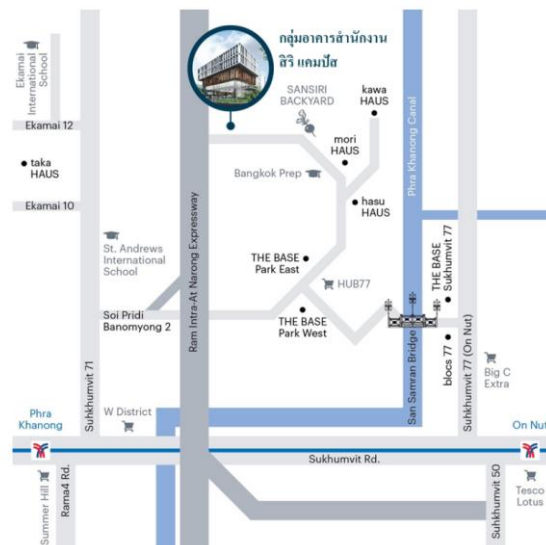 กลุ่มอาคารสำนักงาน
สิริ แคมปัส
Ekamai
International
School
SANSIRI
BACKYARD
kawa
HAUS
Ekamai 12
taka
HAUS
mori
HAUS
Bangkok Prep
Phra Khanong Canal
Ekamai 10
hasu
HAUS
St. Andrews
International
School
Ram Intra-At Narong Expressway
THE BASE
Park East
HUB77
THE BASE
Sukhumvit 77
Soi Pridi
Banomyong 2
THE BASE
Park West
San Samran Bridge
blocs 77
Suhkhumvit 77 (On Nut)
Big C
Extra
Suhkhumvit 71
W District
Phra
Khanong
On Nut
Sukhumvit Rd.
Summer Hill
Rama4 Rd.
Suhkhumvit 50
Tesco
Lotus